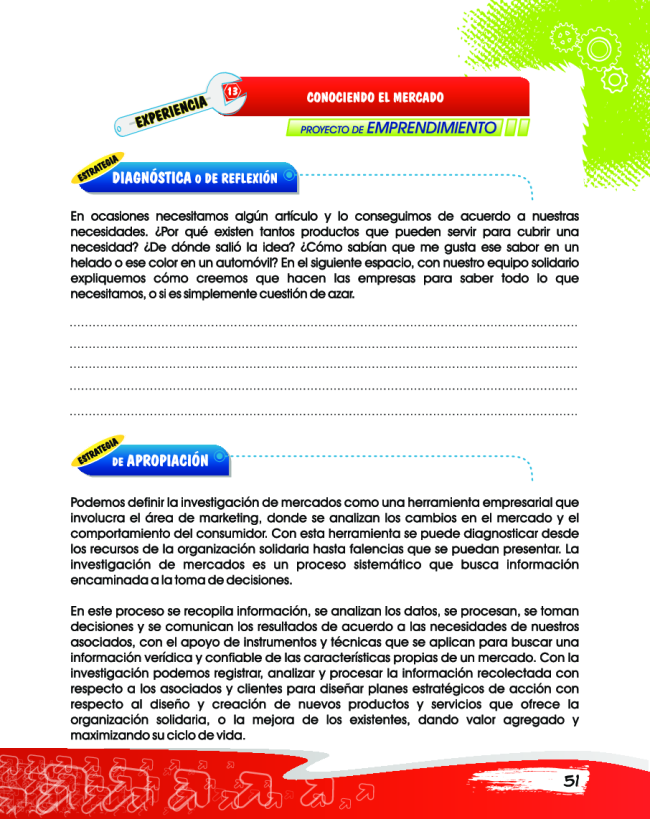 EXPERIENCIA
13
CONOCIENDO EL MERCADO
PROYECTO DE EMPRENDIMIENTO
ESTRATEGIA
DIAGNÓSTICA O DE REFLEXIÓN
En ocasiones necesitamos algún artículo y lo conseguimos de acuerdo a nuestras
necesidades. ¿Por qué existen tantos productos que pueden servir para cubrir una
necesidad? ¿De dónde salió la idea? ¿Cómo sabían que me gusta ese sabor en un
helado o ese color en un automóvil? En el siguiente espacio, con nuestro equipo solidario
expliquemos cómo creemos que hacen las empresas para saber todo lo que
necesitamos, o si es simplemente cuestión de azar.
ESTRATEGIA
DE APROPIACIÓN
Podemos definir la investigación de mercados como una herramienta empresarial que
involucra el área de marketing, donde se analizan los cambios en el mercado y el
comportamiento del consumidor. Con esta herramienta se puede diagnosticar desde
los recursos de la organización solidaria hasta falencias que se puedan presentar. La
investigación de mercados es un proceso sistemático que busca información
encaminada a la toma de decisiones.
En este proceso se recopila información, se analizan los datos, se procesan, se toman
decisiones y se comunican los resultados de acuerdo a las necesidades de nuestros
asociados, con el apoyo de instrumentos y técnicas que se aplican para buscar una
información verídica y confiable de las características propias de un mercado. Con la
investigación podemos registrar, analizar y procesar la información recolectada con
respecto a los asociados y clientes para diseñar planes estratégicos de acción con
respecto al diseño y creación de nuevos productos y servicios que ofrece la
organización solidaria, o la mejora de los existentes, dando valor agregado y
maximizando su ciclo de vida.
51